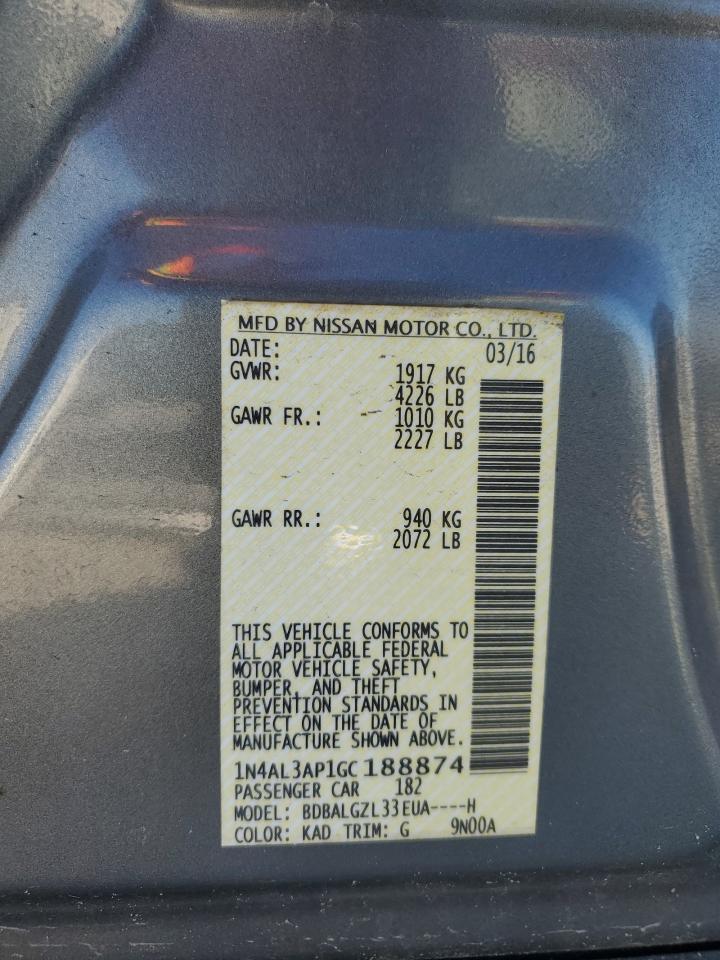 MFD BY NISSAN MOTOR CO., LTD.
DATE: 03/16
GVWR: 1917 KG
4226 LB
GAWR FR.: 1010 KG
2227 LB
GAWR RR.: 940 KG
2072 LB
THIS VEHICLE CONFORMS TO
ALL APPLICABLE FEDERAL
MOTOR VEHICLE SAFETY,
BUMPER, AND THEFT
PREVENTION STANDARDS IN
EFFECT ON THE DATE OF
MANUFACTURE SHOWN ABOVE.
1N4AL3AP1GC188874
PASSENGER CAR 182
MODEL: BDBALGZL33EUA----H
COLOR: KAD TRIM: G 9N00A